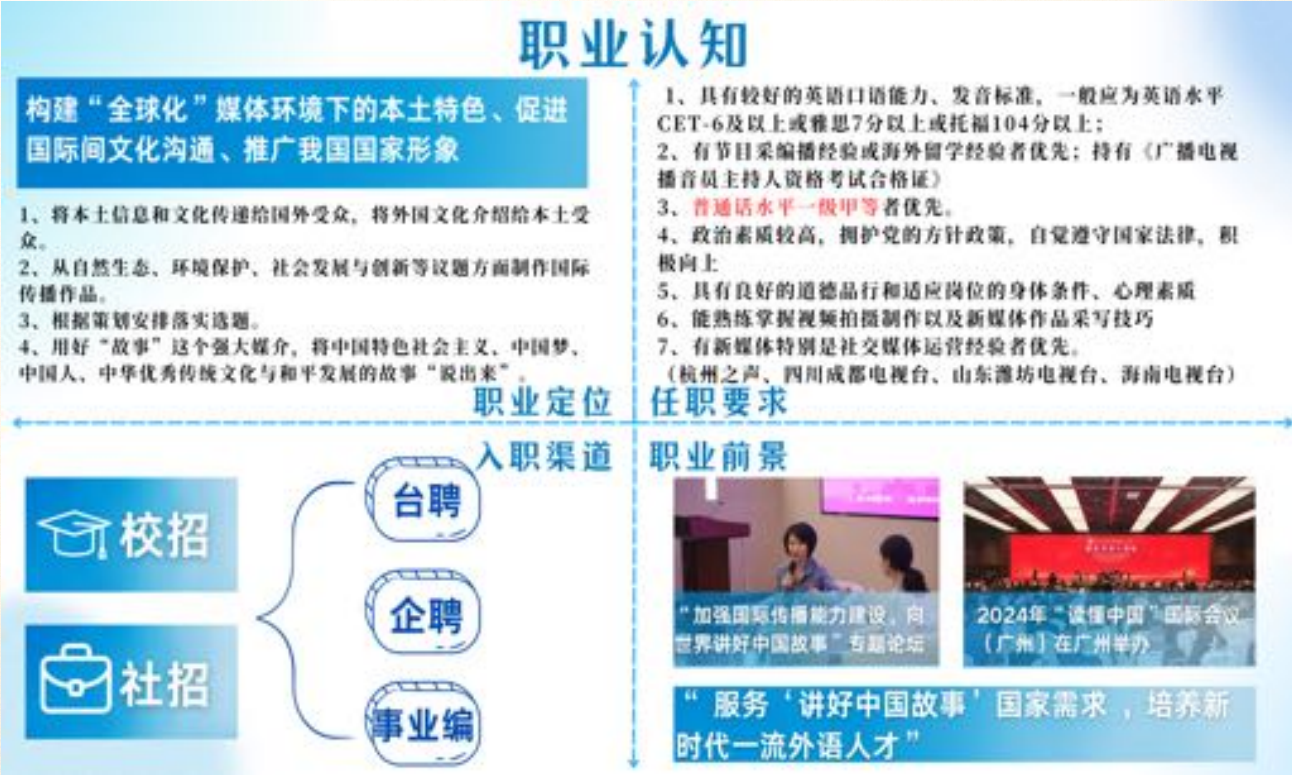 职业认知
构建“全球化”媒体环境下的本土特色、促进
国际间文化沟通、推广我国国家形象
1、将本土信息和文化传递给国外受众，将外国文化介绍给本土受
众。
2、从自然生态、环境保护、社会发展与创新等议题方面制作国际
传播作品。
3、根据策划安排落实选题。
4、用好“故事”这个强大媒介，将中国特色社会主义、中国梦、
中国人、中华优秀传统文化与和平发展的故事“说出来”。
职业定位
1、具有较好的英语口语能力、发音标准，一般应为英语水平
CET-6及以上或雅思7分以上或托福104分以上；
2、有节目采编播经验或海外留学经验者优先；持有《广播电视
播音员主持人资格考试合格证》
3、普通话水平一级甲等者优先。
4、政治素质较高，拥护党的方针政策，自觉遵守国家法律，积
极向上
5、具有良好的道德品行和适应岗位的身体条件、心理素质
6、能熟练掌握视频拍摄制作以及新媒体作品采写技巧
7、有新媒体特别是社交媒体运营经验者优先。
（杭州之声、四川成都电视台、山东潍坊电视台、海南电视台）
任职要求
入职渠道
校招
社招
台聘
企聘
事业编
职业前景
“加强国际传播能力建设，向
世界讲好中国故事”专题论坛
2024年“读懂中国”国际会议
（广州）在广州举办
“服务‘讲好中国故事’国家需求，培养新
时代一流外语人才”